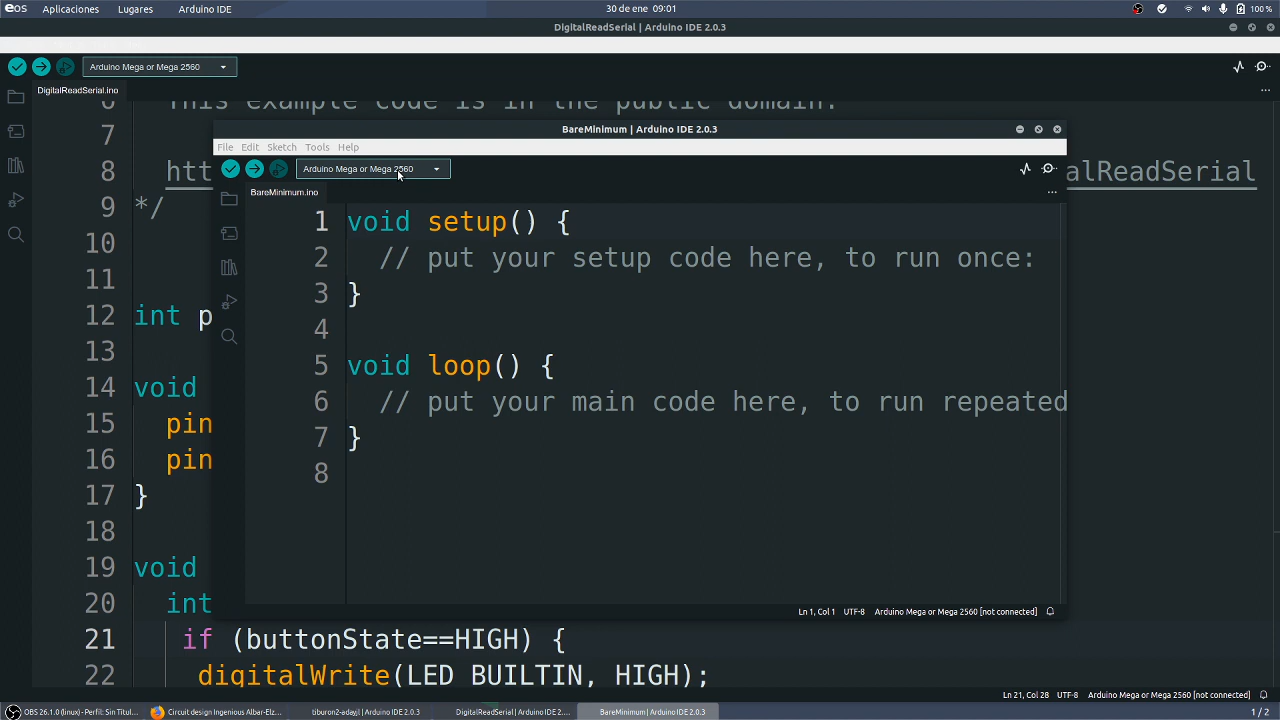 eos Aplicaciones Lugares Arduino IDE 30 de ene 09:01 100 %
DigitalReadSerial | Arduino IDE 2.0.3
Arduino Mega or Mega 2560
DigitalReadSerial.ino
6 This example code is in the public domain.
7
8 htt alReadSerial
9 */
10
11
12 int p
13
14 void
15 pin
16 pin
17 }
18
19 void
20 int
21 if (buttonState==HIGH) {
22 digitalWrite(LED_BUILTIN, HIGH);
BareMinimum | Arduino IDE 2.0.3
File Edit Sketch Tools Help
Arduino Mega or Mega 2560
BareMinimum.ino
1 void setup() {
2 // put your setup code here, to run once:
3 }
4
5 void loop() {
6 // put your main code here, to run repeated
7 }
8
Ln 1, Col 1 UTF-8 Arduino Mega or Mega 2560 [not connected]
Ln 21, Col 28 UTF-8 Arduino Mega or Mega 2560 [not connected]
OBS 26.1.0 (linux) - Perfil: Sin Titul... Circuit design Ingenious Albar-Elz... tiburon2-adayjl | Arduino IDE 2.0.3 DigitalReadSerial | Arduino IDE 2.... BareMinimum | Arduino IDE 2.0.3 1 / 2